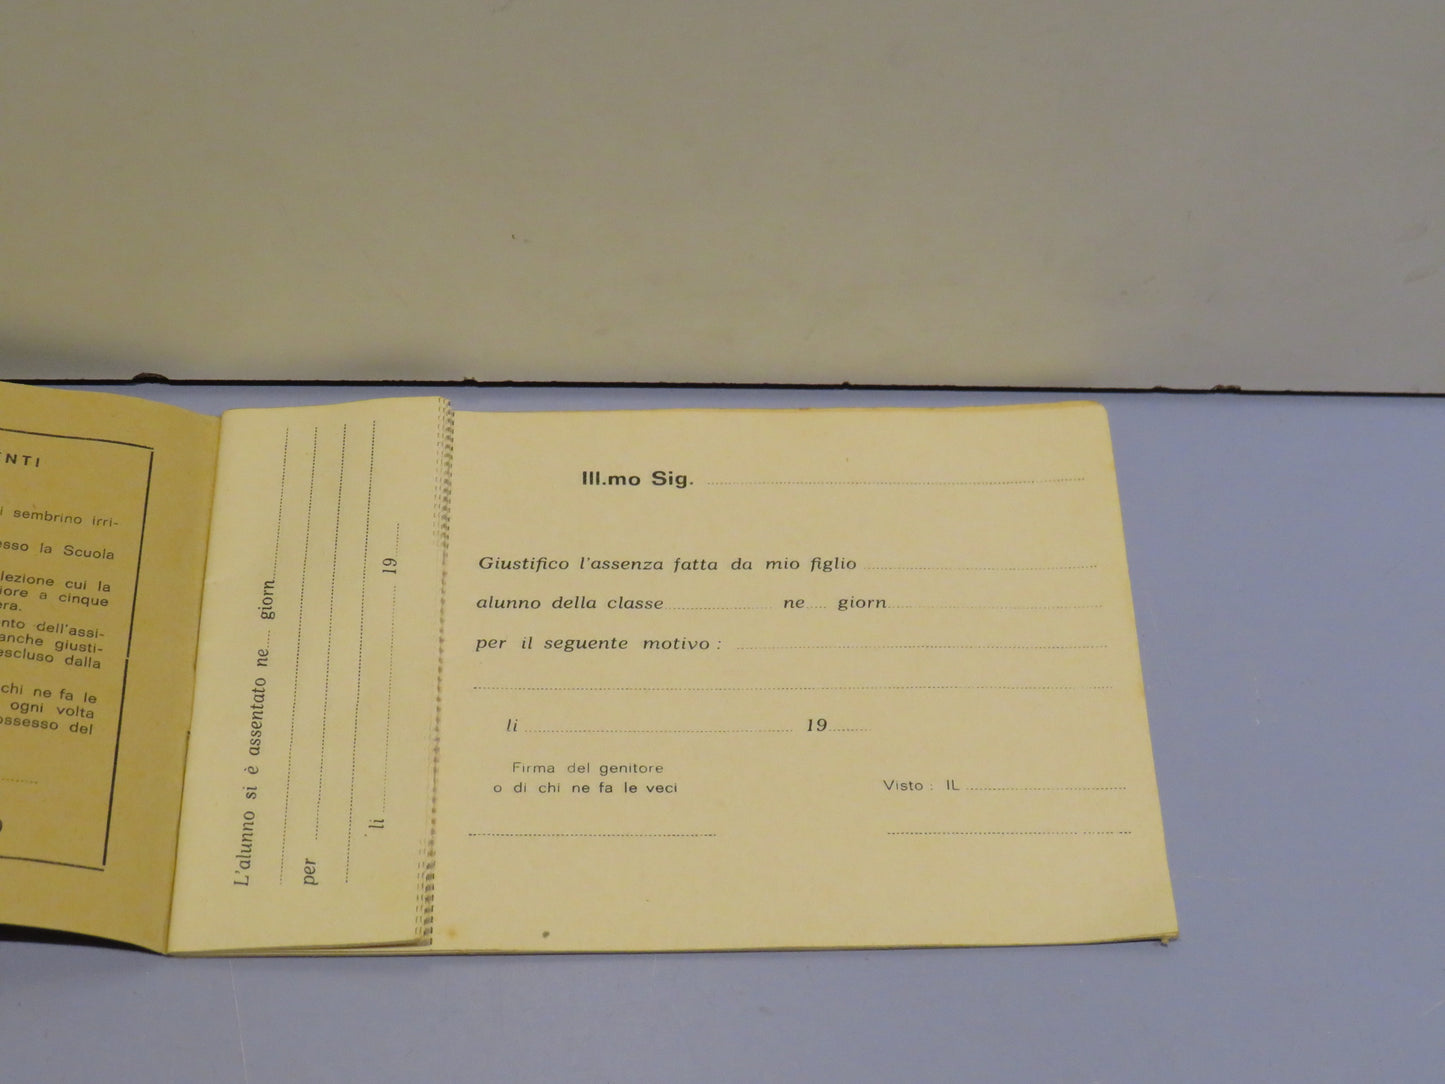 NTI
i sembrino irri-
esso la Scuola
lezione cui la
iore a cinque
era.
nto dell'assi-
anche giusti-
escluso dalla
chi ne fa le
ogni volta
ossesso del
L'alunno si è assentato ne giorn
per
li 19
Ill.mo Sig.
Giustifico l'assenza fatta da mio figlio
alunno della classe ne giorn
per il seguente motivo :
li 19
Firma del genitore
o di chi ne fa le veci
Visto : IL